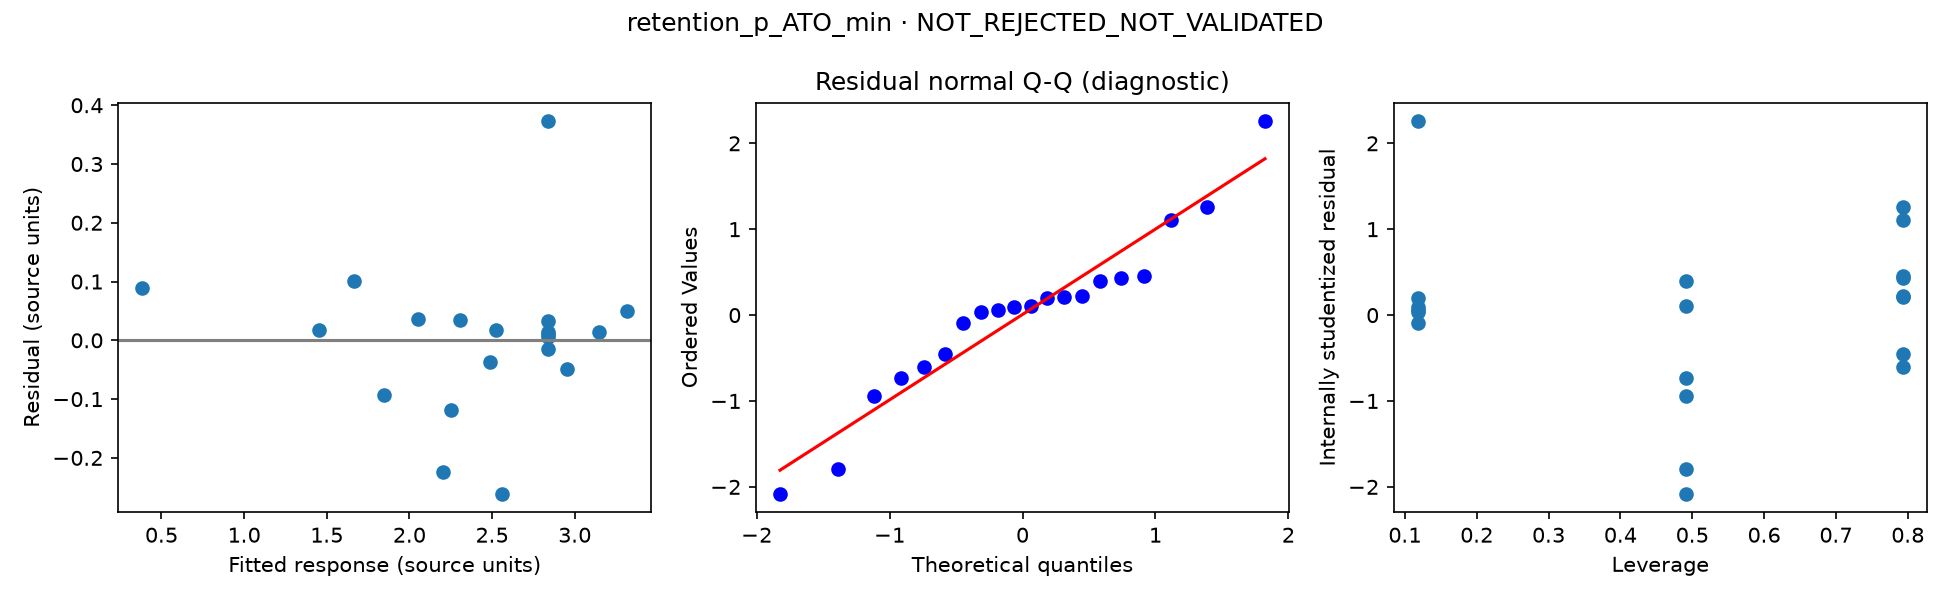 retention_p_ATO_min · NOT_REJECTED_NOT_VALIDATED
0.4
0.3
0.2
0.1
0.0
−0.1
−0.2
Residual (source units)
0.5 1.0 1.5 2.0 2.5 3.0
Fitted response (source units)
Residual normal Q-Q (diagnostic)
2
1
0
−1
−2
Ordered Values
−2 −1 0 1 2
Theoretical quantiles
2
1
0
−1
−2
Internally studentized residual
0.1 0.2 0.3 0.4 0.5 0.6 0.7 0.8
Leverage